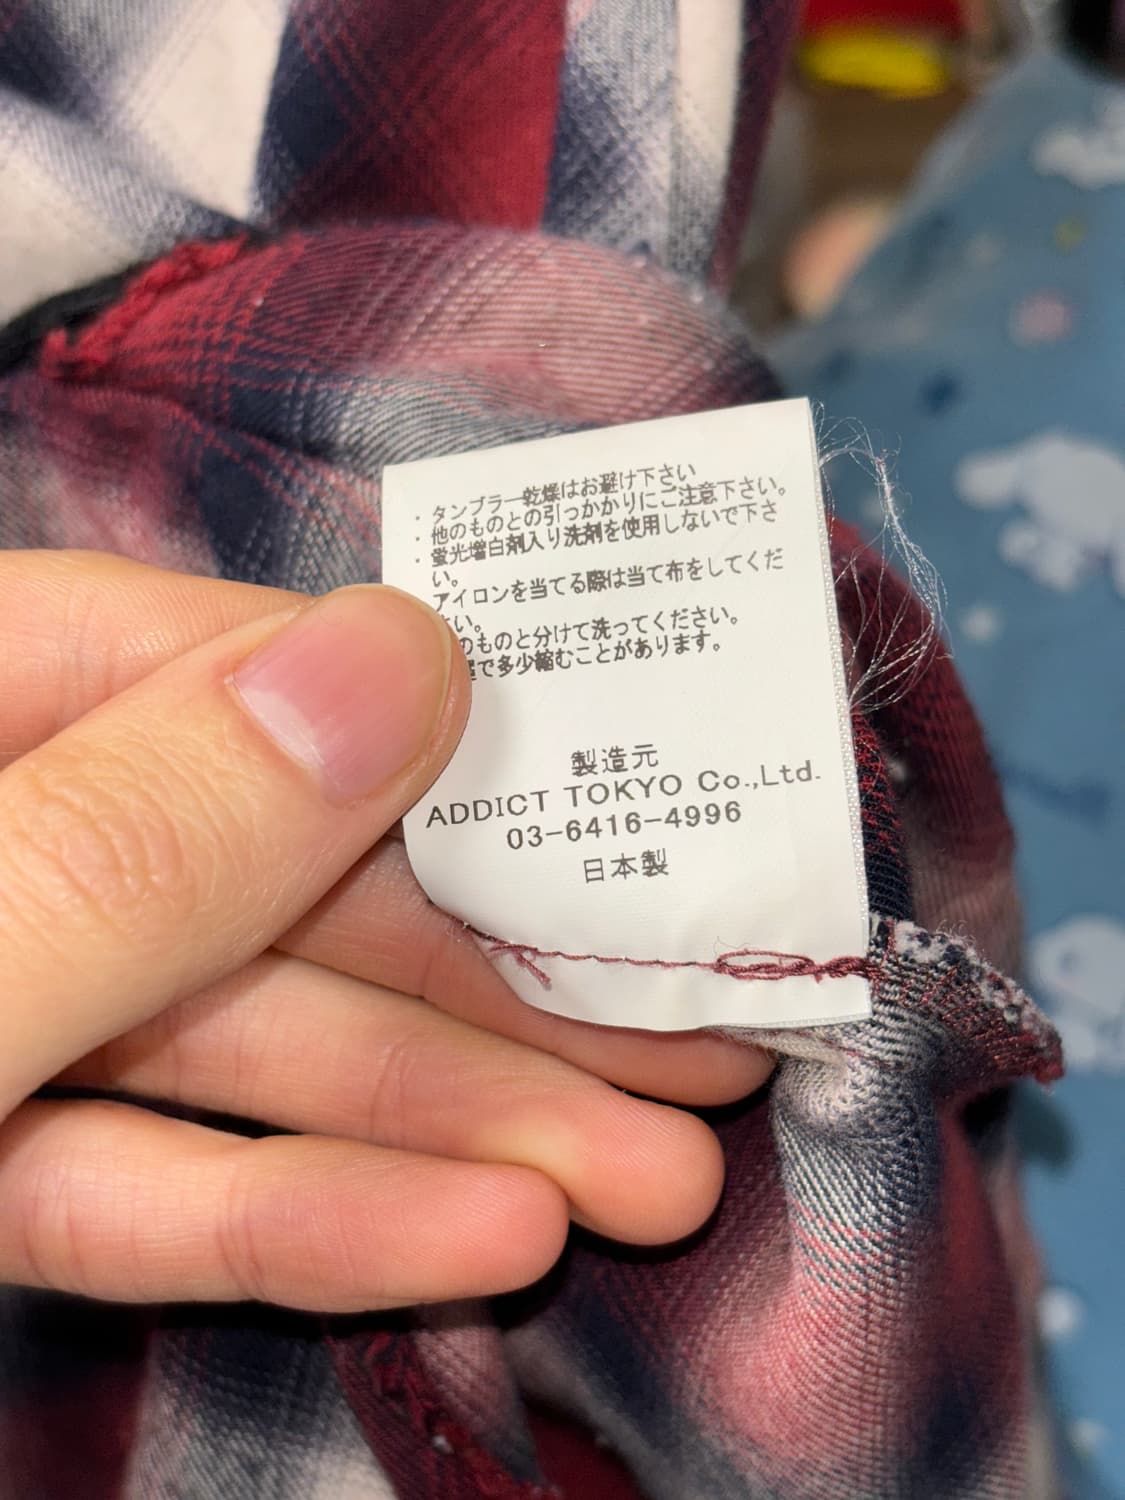 ・タンブラー乾燥はお避け下さい
・他のものとの引っかかりにご注意下さい。
・蛍光増白剤入り洗剤を使用しないで下さ
い。
アイロンを当てる際は当て布をしてくだ
さい。
のものと分けて洗ってください。
で多少縮むことがあります。
製造元
ADDICT TOKYO Co.,Ltd.
03-6416-4996
日本製